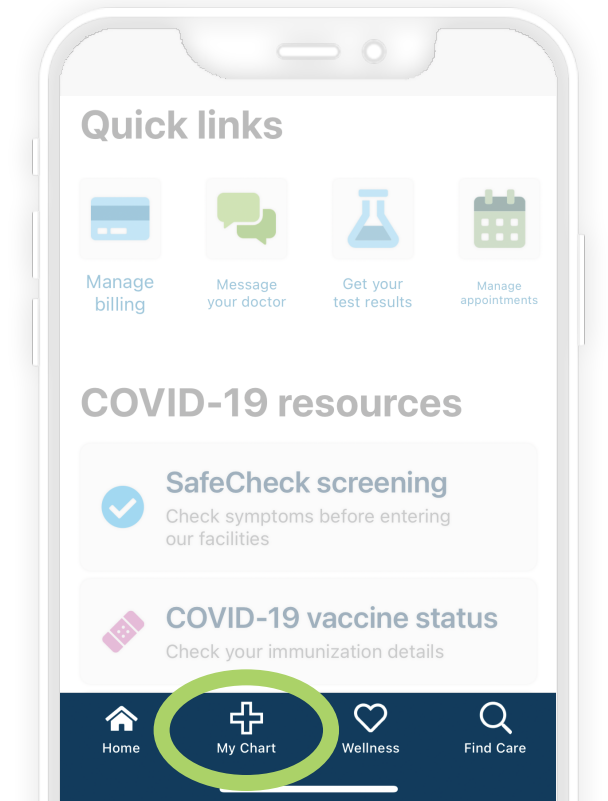 Quick links
Manage
billing
Message
your doctor
Get your
test results
Manage
appointments
COVID-19 resources
SafeCheck screening
Check symptoms before entering
our facilities
COVID-19 vaccine status
Check your immunization details
Home
My Chart
Wellness
Find Care